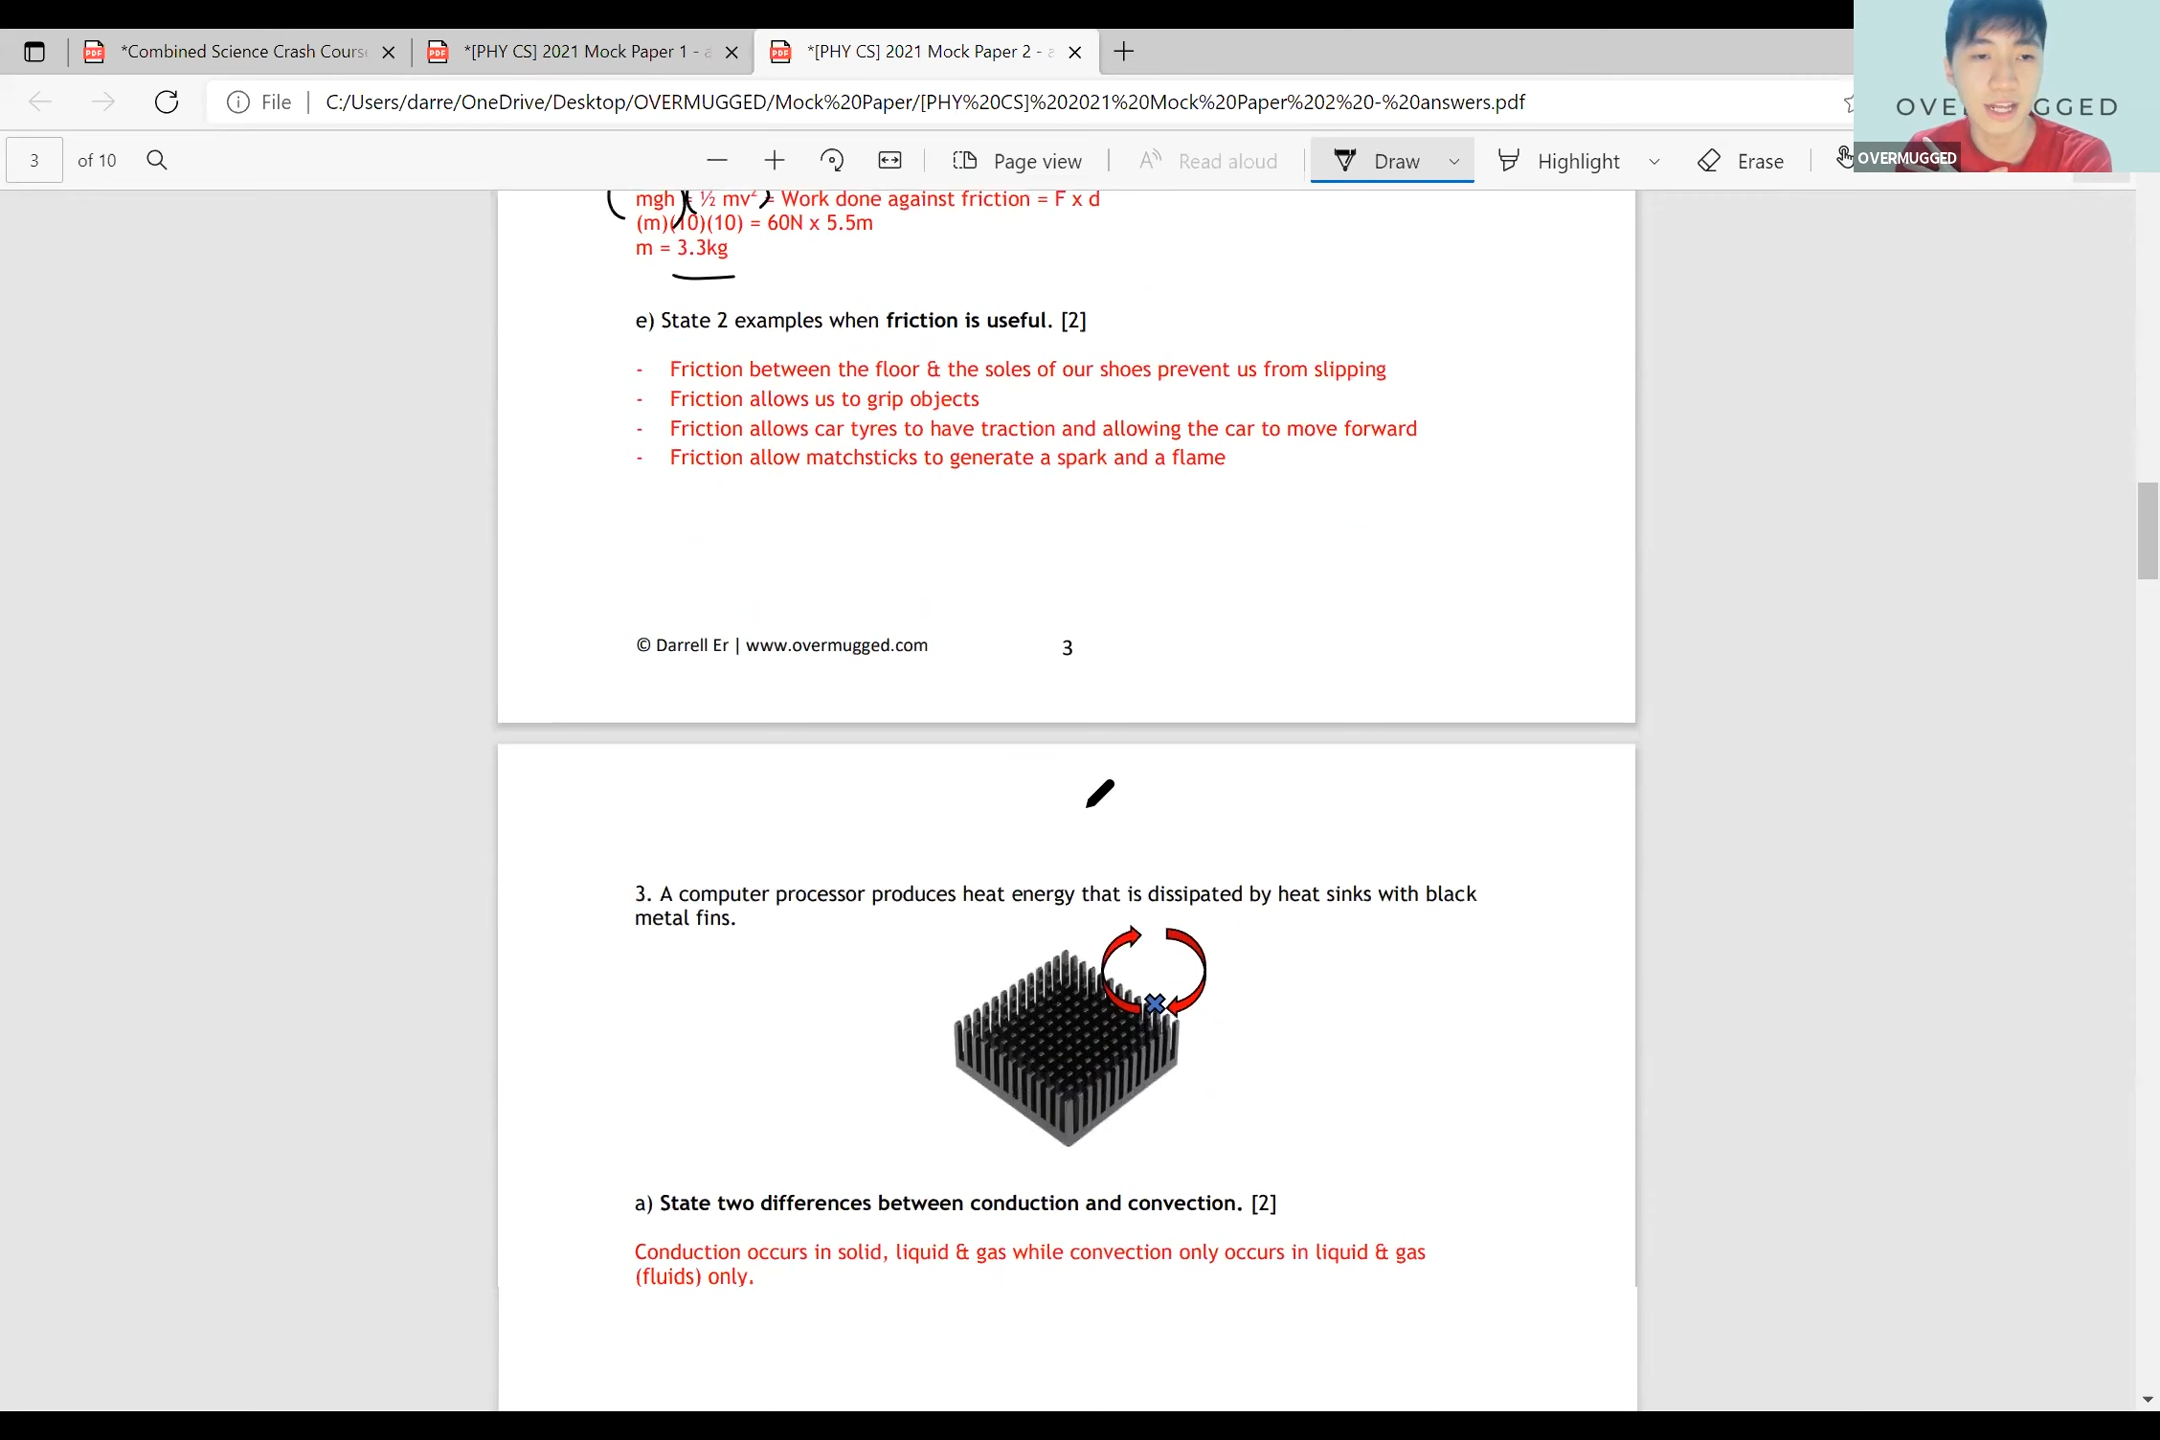 *Combined Science Crash Cours
*[PHY CS] 2021 Mock Paper 1 - a
*[PHY CS] 2021 Mock Paper 2 - a
File | C:/Users/darre/OneDrive/Desktop/OVERMUGGED/Mock%20Paper/[PHY%20CS]%202021%20Mock%20Paper%202%20-%20answers.pdf
OVE GGED
OVERMUGGED
3 of 10
Page view
Read aloud
Draw
Highlight
Erase
mgh = ½ mv² = Work done against friction = F x d
(m)(10)(10) = 60N x 5.5m
m = 3.3kg
e) State 2 examples when friction is useful. [2]
- Friction between the floor & the soles of our shoes prevent us from slipping
- Friction allows us to grip objects
- Friction allows car tyres to have traction and allowing the car to move forward
- Friction allow matchsticks to generate a spark and a flame
© Darrell Er | www.overmugged.com 3
3. A computer processor produces heat energy that is dissipated by heat sinks with black
metal fins.
a) State two differences between conduction and convection. [2]
Conduction occurs in solid, liquid & gas while convection only occurs in liquid & gas
(fluids) only.